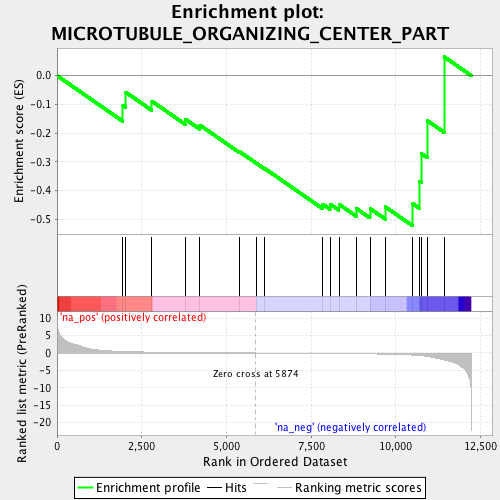 Enrichment plot:
MICROTUBULE_ORGANIZING_CENTER_PART
Enrichment score (ES)
0.0
-0.1
-0.2
-0.3
-0.4
-0.5
'na_pos' (positively correlated)
Ranked list metric (PreRanked)
10
5
0
-5
-10
-15
-20
Zero cross at 5874
'na_neg' (negatively correlated)
0
2,500
5,000
7,500
10,000
12,500
Rank in Ordered Dataset
Enrichment profile
Hits
Ranking metric scores